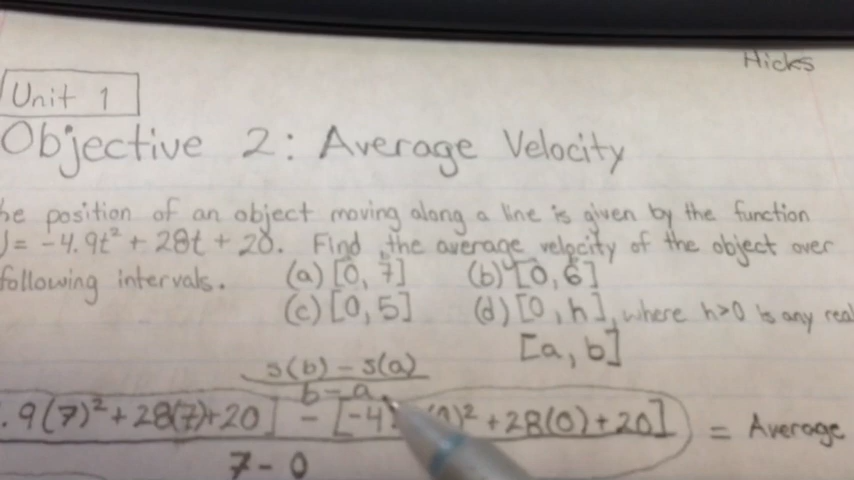 Hicks
Unit 1
Objective 2: Average Velocity
he position of an object moving along a line is given by the function
)= -4.9t² + 28t + 20. Find the average velocity of the object over
following intervals. (a) [0, 7] (b) [0, 6]
(c) [0, 5] (d) [0, h], where h>0 is any real
[a, b]
s(b) - s(a)
b - a
.9(7)² + 28(7)+20] - [-4. (0)² + 28(0) + 20] = Average
7 - 0